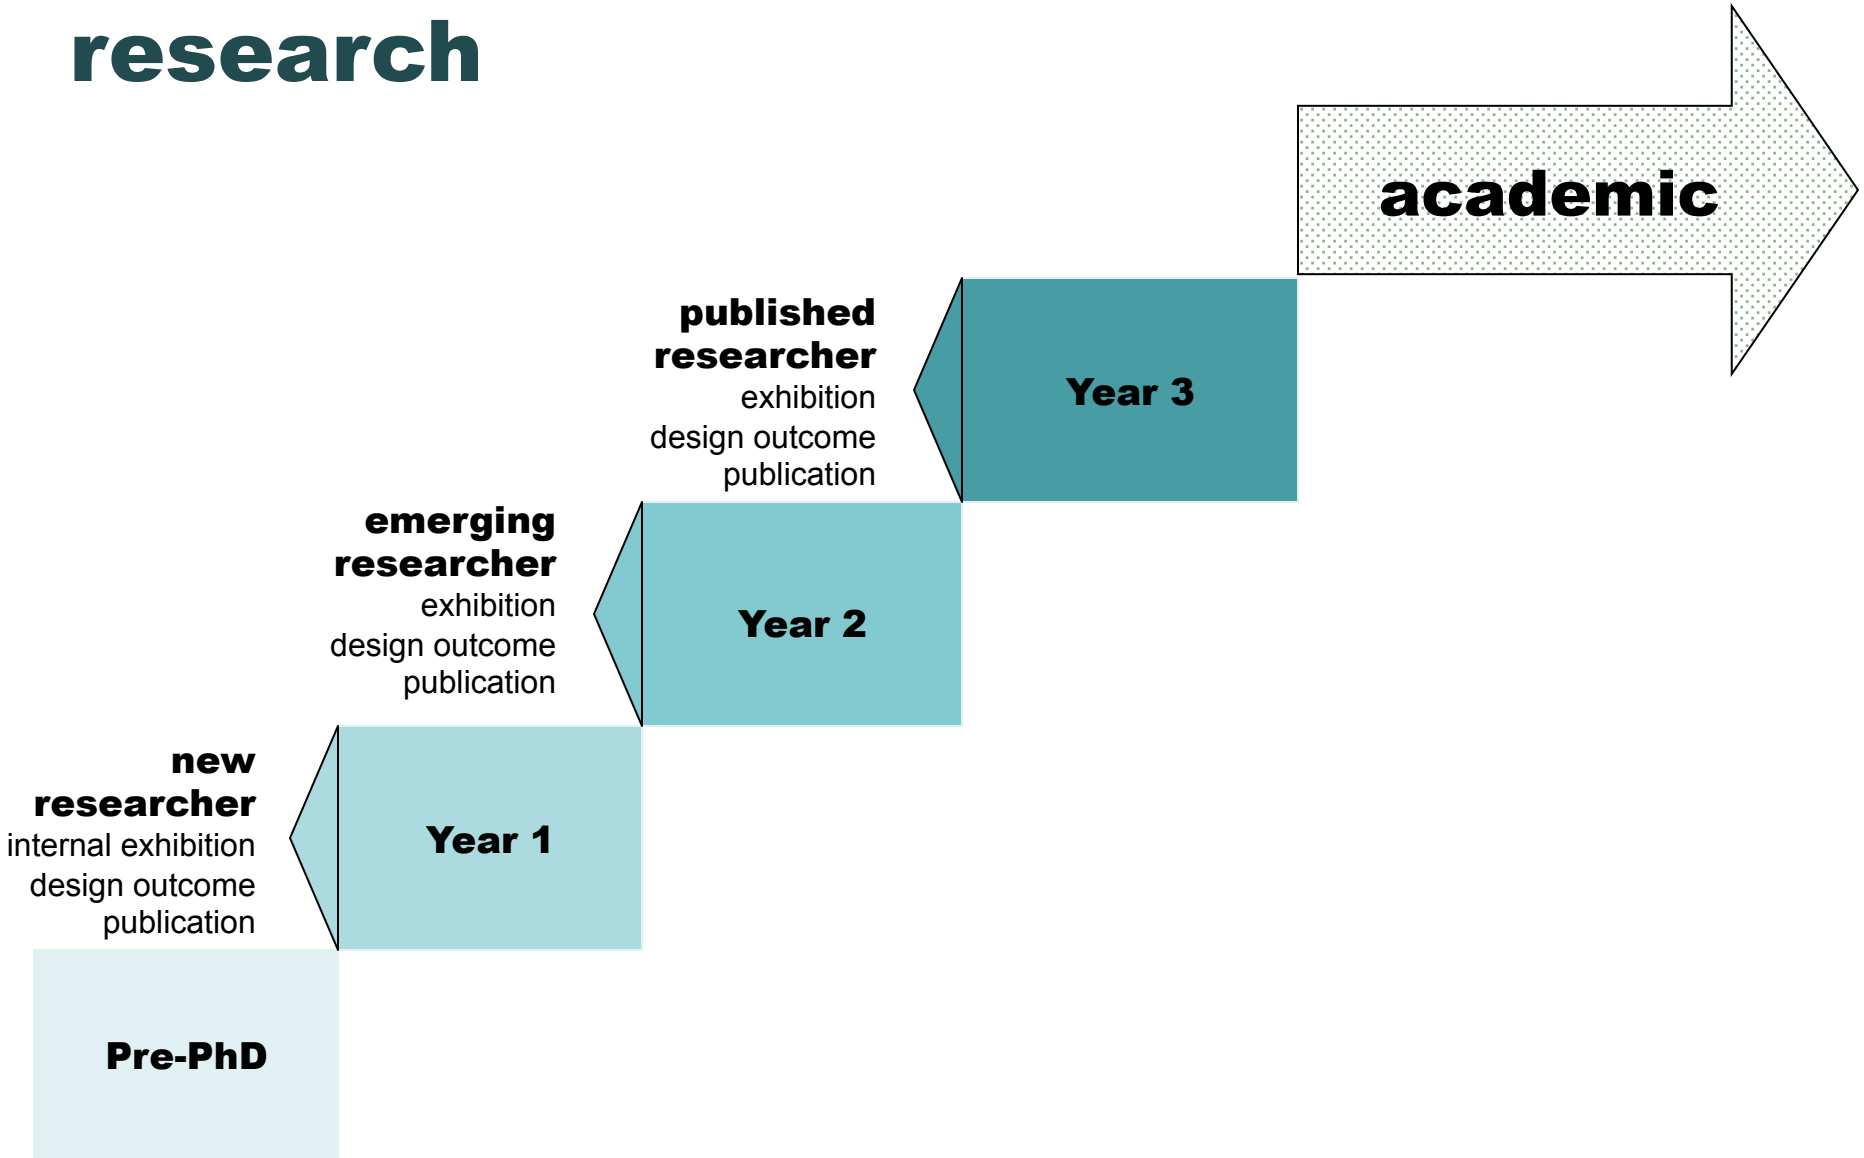 research
academic
published
researcher
exhibition
design outcome
publication
Year 3
emerging
researcher
exhibition
design outcome
publication
Year 2
new
researcher
internal exhibition
design outcome
publication
Year 1
Pre-PhD